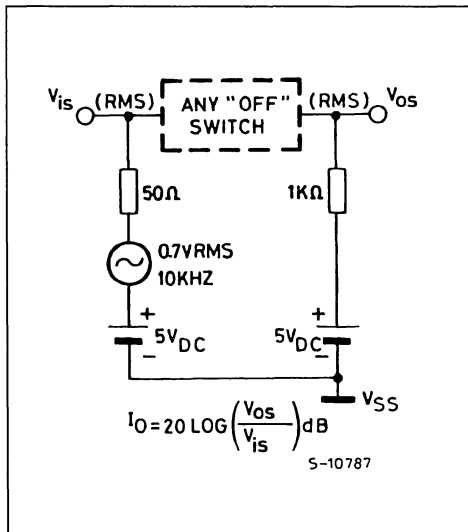 Vis (RMS) ANY "OFF" SWITCH (RMS) Vos
50Ω
1KΩ
0.7VRMS
10KHZ
+
5VDC
−
+
5VDC
−
VSS
IO=20 LOG(Vos/Vis)dB
S-10787